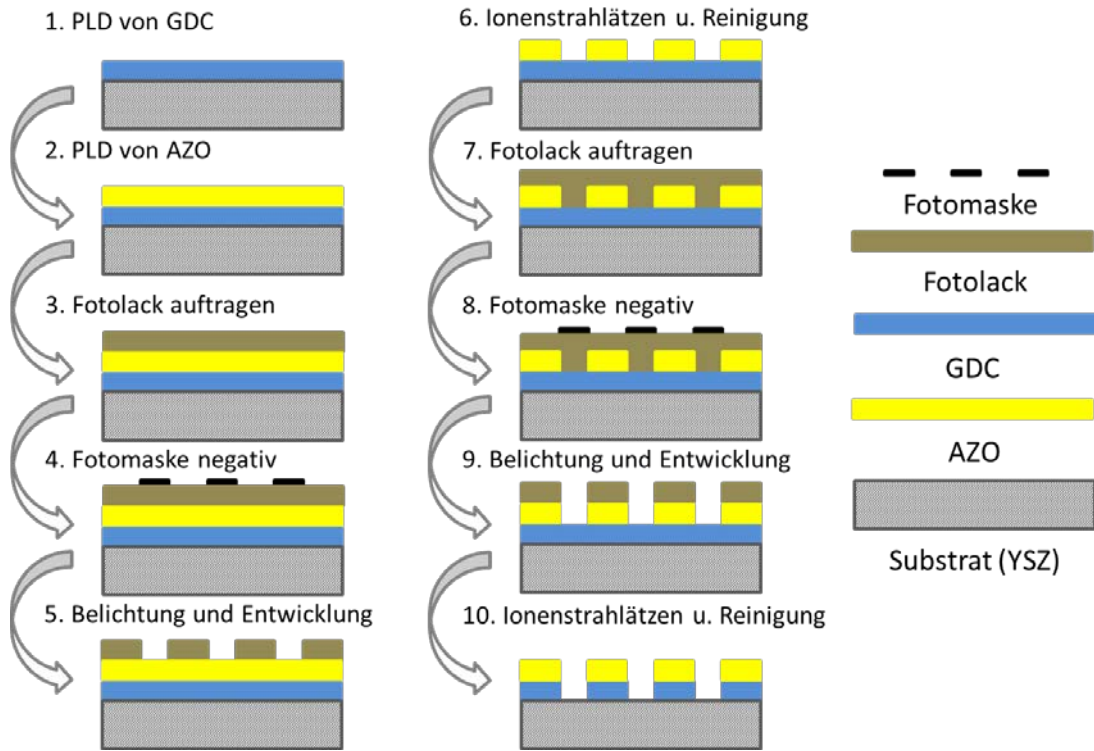 1. PLD von GDC
2. PLD von AZO
3. Fotolack auftragen
4. Fotomaske negativ
5. Belichtung und Entwicklung
6. Ionenstrahlätzen u. Reinigung
7. Fotolack auftragen
8. Fotomaske negativ
9. Belichtung und Entwicklung
10. Ionenstrahlätzen u. Reinigung
Fotomaske
Fotolack
GDC
AZO
Substrat (YSZ)